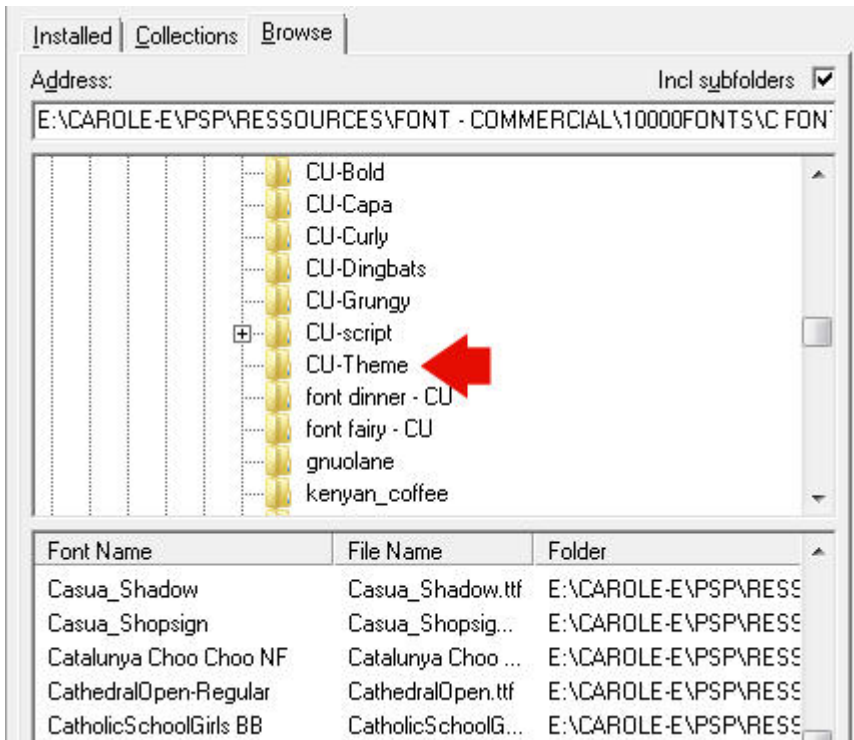 Installed Collections Browse
Address: Incl subfolders
E:\CAROLE-E\PSP\RESSOURCES\FONT - COMMERCIAL\10000FONTS\C FONT
CU-Bold
CU-Capa
CU-Curly
CU-Dingbats
CU-Grungy
CU-script
CU-Theme
font dinner - CU
font fairy - CU
gnuolane
kenyan_coffee
Font Name File Name Folder
Casua_Shadow Casua_Shadow.ttf E:\CAROLE-E\PSP\RESS
Casua_Shopsign Casua_Shopsig... E:\CAROLE-E\PSP\RESS
Catalunya Choo Choo NF Catalunya Choo ... E:\CAROLE-E\PSP\RESS
CathedralOpen-Regular CathedralOpen.ttf E:\CAROLE-E\PSP\RESS
CatholicSchoolGirls BB CatholicSchoolG... E:\CAROLE-E\PSP\RESS